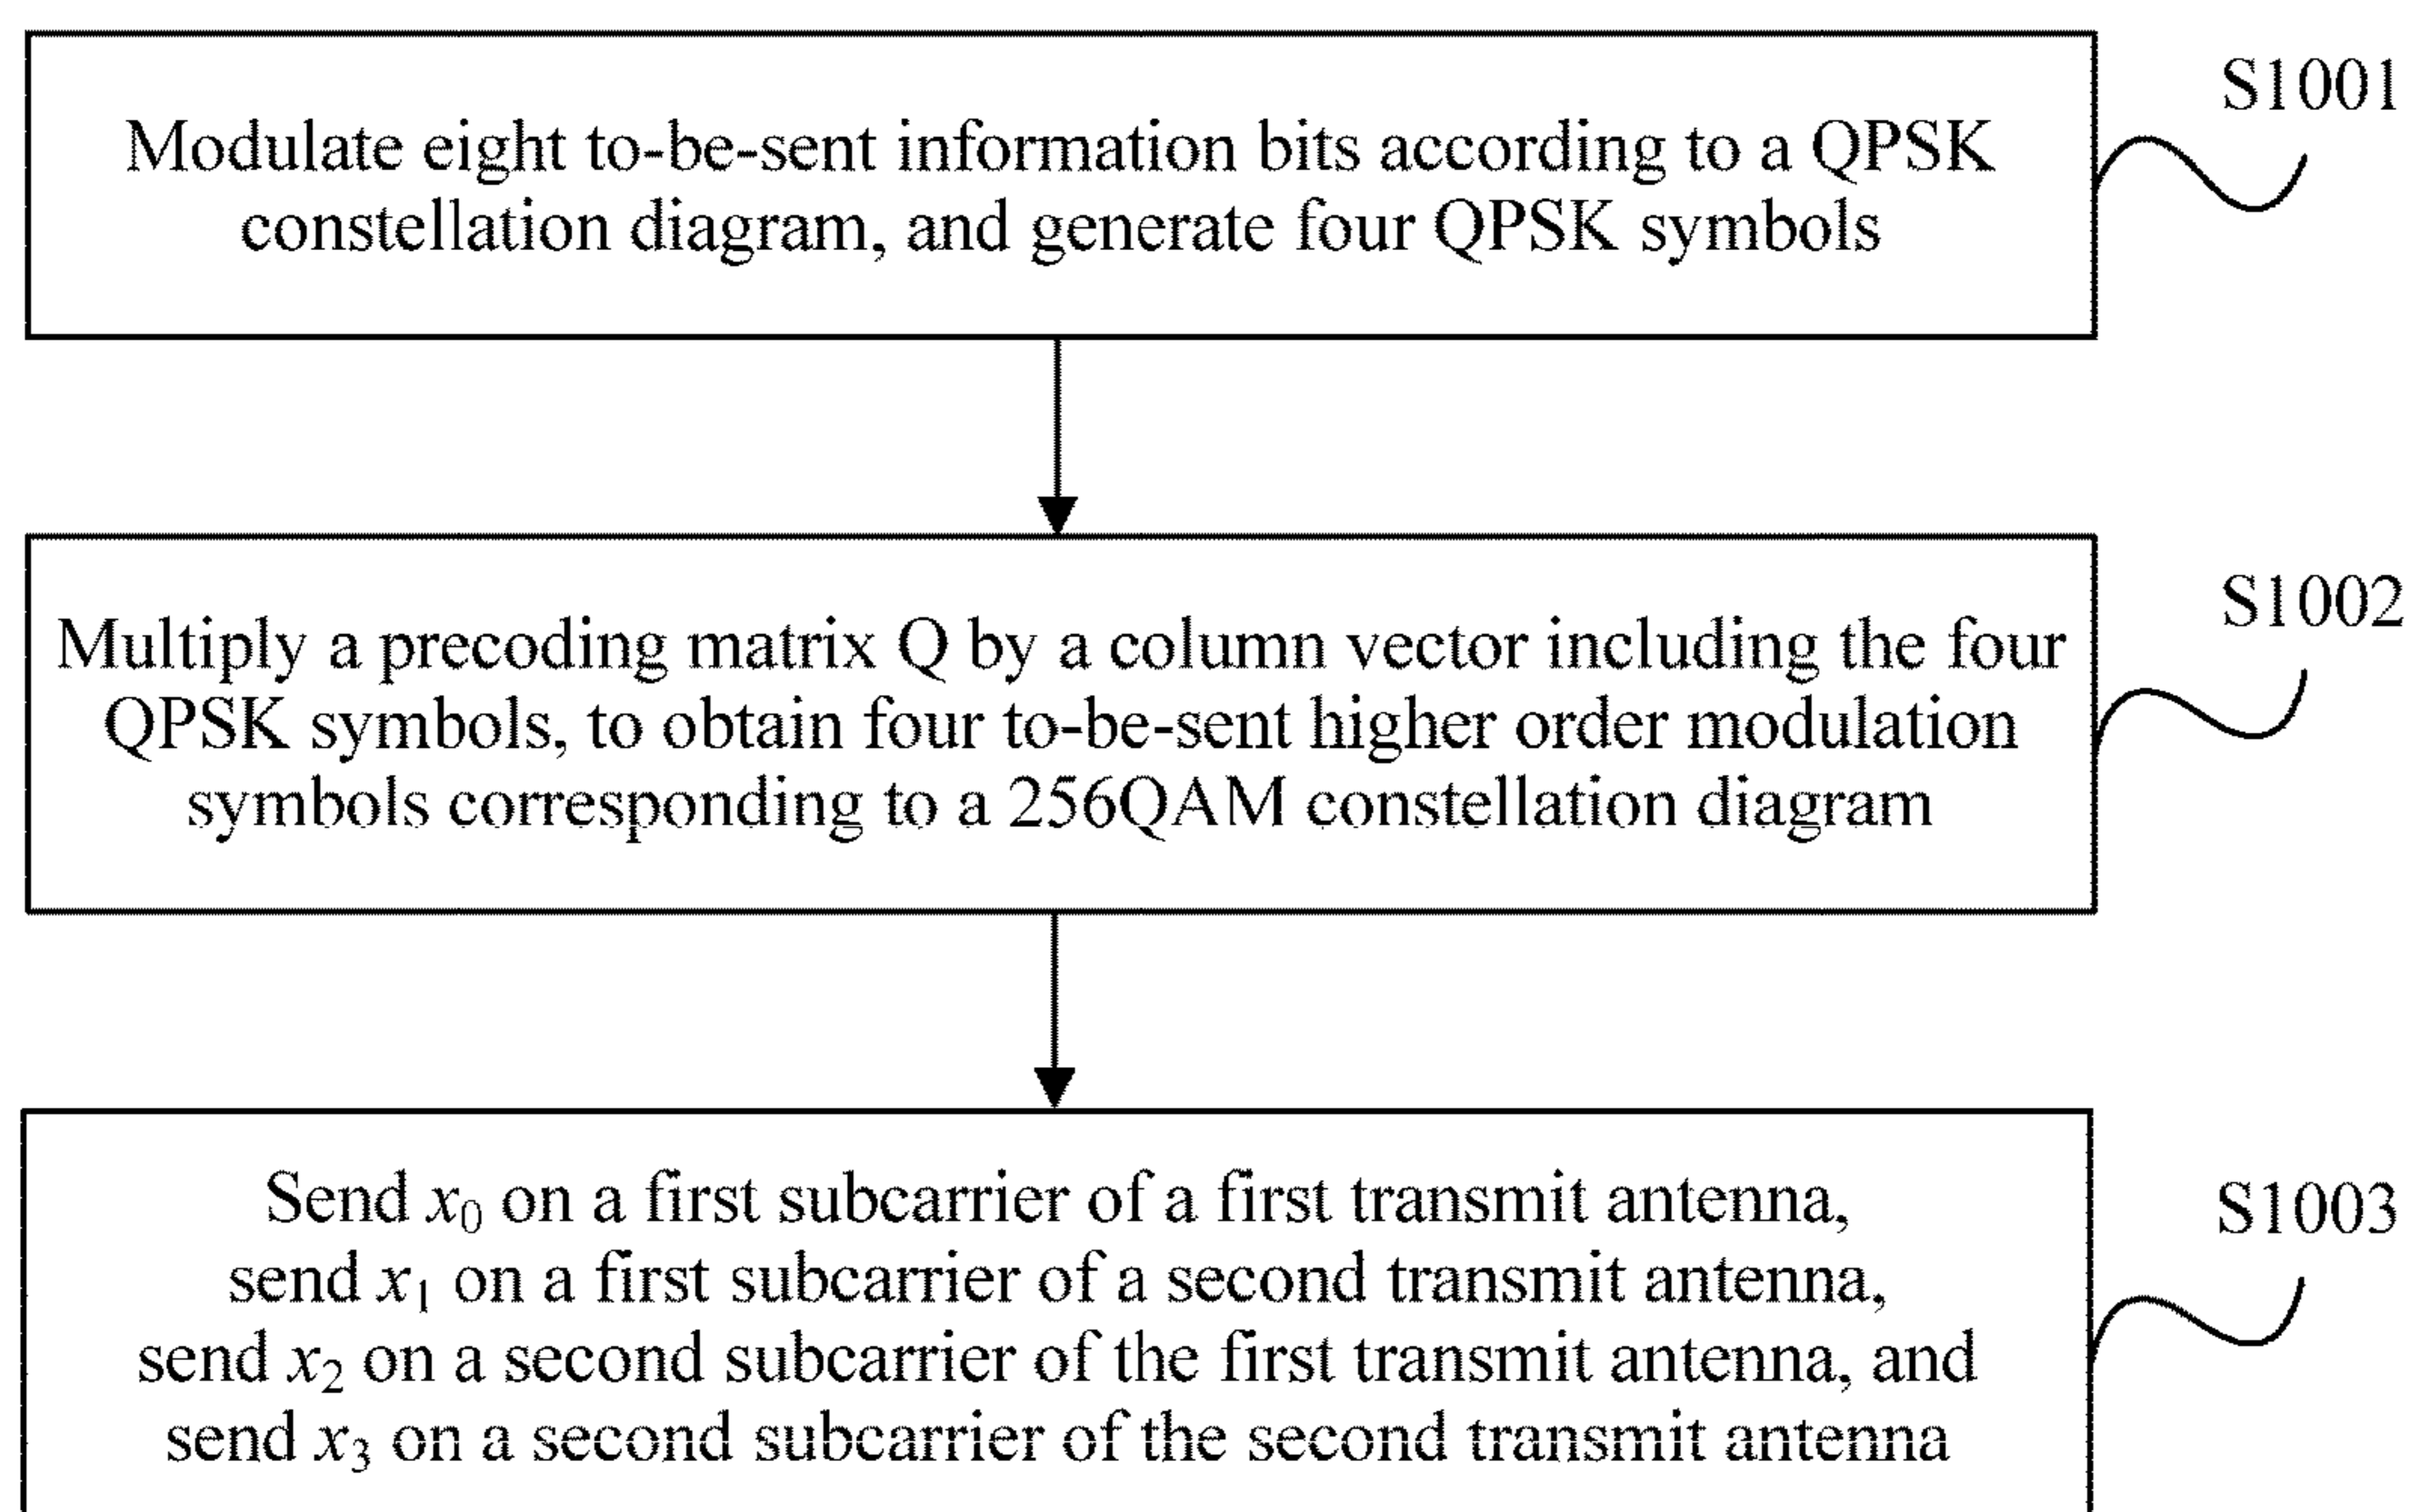 S1001
Modulate eight to-be-sent information bits according to a QPSK
constellation diagram, and generate four QPSK symbols
S1002
Multiply a precoding matrix Q by a column vector including the four
QPSK symbols, to obtain four to-be-sent higher order modulation
symbols corresponding to a 256QAM constellation diagram
S1003
Send x₀ on a first subcarrier of a first transmit antenna,
send x₁ on a first subcarrier of a second transmit antenna,
send x₂ on a second subcarrier of the first transmit antenna, and
send x₃ on a second subcarrier of the second transmit antenna